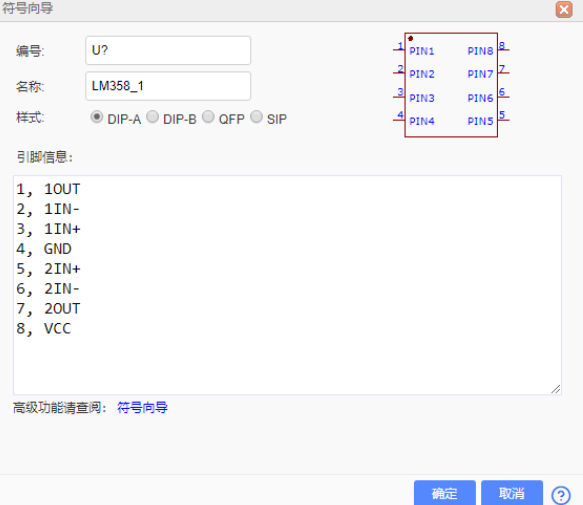 符号向导
编号: U?
名称: LM358_1
样式: DIP-A DIP-B QFP SIP
1 PIN1 PIN8 8
2 PIN2 PIN7 7
3 PIN3 PIN6 6
4 PIN4 PIN5 5
引脚信息:
1, 1OUT
2, 1IN-
3, 1IN+
4, GND
5, 2IN+
6, 2IN-
7, 2OUT
8, VCC
高级功能请查阅: 符号向导
确定 取消 ?